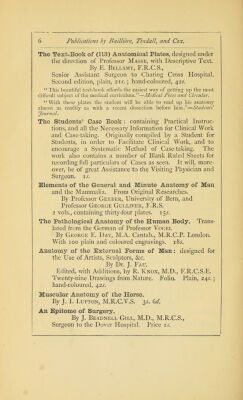 6 Publications by Baillière, Tindall, and Cox.
The Text-Book of (113) Anatomical Plates, designed under
the direction of Professor MASSE, with Descriptive Text.
By E. BELLAMY, F.R.C.S.,
Senior Assistant Surgeon to Charing Cross Hospital.
Second edition, plain, 21s.; hand-coloured, 42s.
"This beautiful text-book affords the easiest way of getting up the most
difficult subject of the medical curriculum."—Medical Press and Circular.
"With these plates the student will be able to read up his anatomy
almost as readily as with a recent dissection before him."—Students'
Journal.
The Students' Case Book: containing Practical Instruc-
tions, and all the Necessary Information for Clinical Work
and Case-taking. Originally compiled by a Student for
Students, in order to Facilitate Clinical Work, and to
encourage a Systematic Method of Case-taking. The
work also contains a number of Blank Ruled Sheets for
recording full particulars of Cases as seen. It will, more-
over, be of great Assistance to the Visiting Physician and
Surgeon. 1s.
Elements of the General and Minute Anatomy of Man
and the Mammalia. From Original Researches.
By Professor GERBER, University of Bern, and
Professor GEORGE GULLIVER, F.R.S.
2 vols., containing thirty-four plates. 15s.
The Pathological Anatomy of the Human Body. Trans-
lated from the German of Professor VOGEL
By GEORGE E. DAY, M.A. Cantab., M.R.C.P. London.
With 100 plain and coloured engravings. 18s.
Anatomy of the External Forms of Man: designed for
the Use of Artists, Sculptors, &c.
By Dr. J. FAU.
Edited, with Additions, by R. KNOX, M.D., F.R.C.S.E.
Twenty-nine Drawings from Nature. Folio. Plain, 24s.;
hand-coloured, 42s.
Muscular Anatomy of the Horse.
By J. I. LUPTON, M.R.C.V.S. 3s. 6d.
An Epitome of Surgery.
By J. BEADNELL GILL, M.D., M.R.C.S.,
Surgeon to the Dover Hospital. Price 1s.